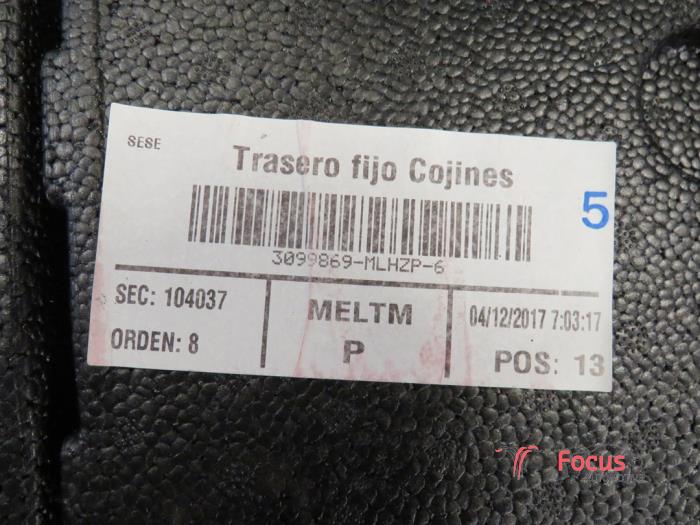 SESE
Trasero fijo Cojines
5
3099869-MLHZP-6
SEC: 104037
MELTM
04/12/2017 7:03:17
ORDEN: 8
P
POS: 13
Focus